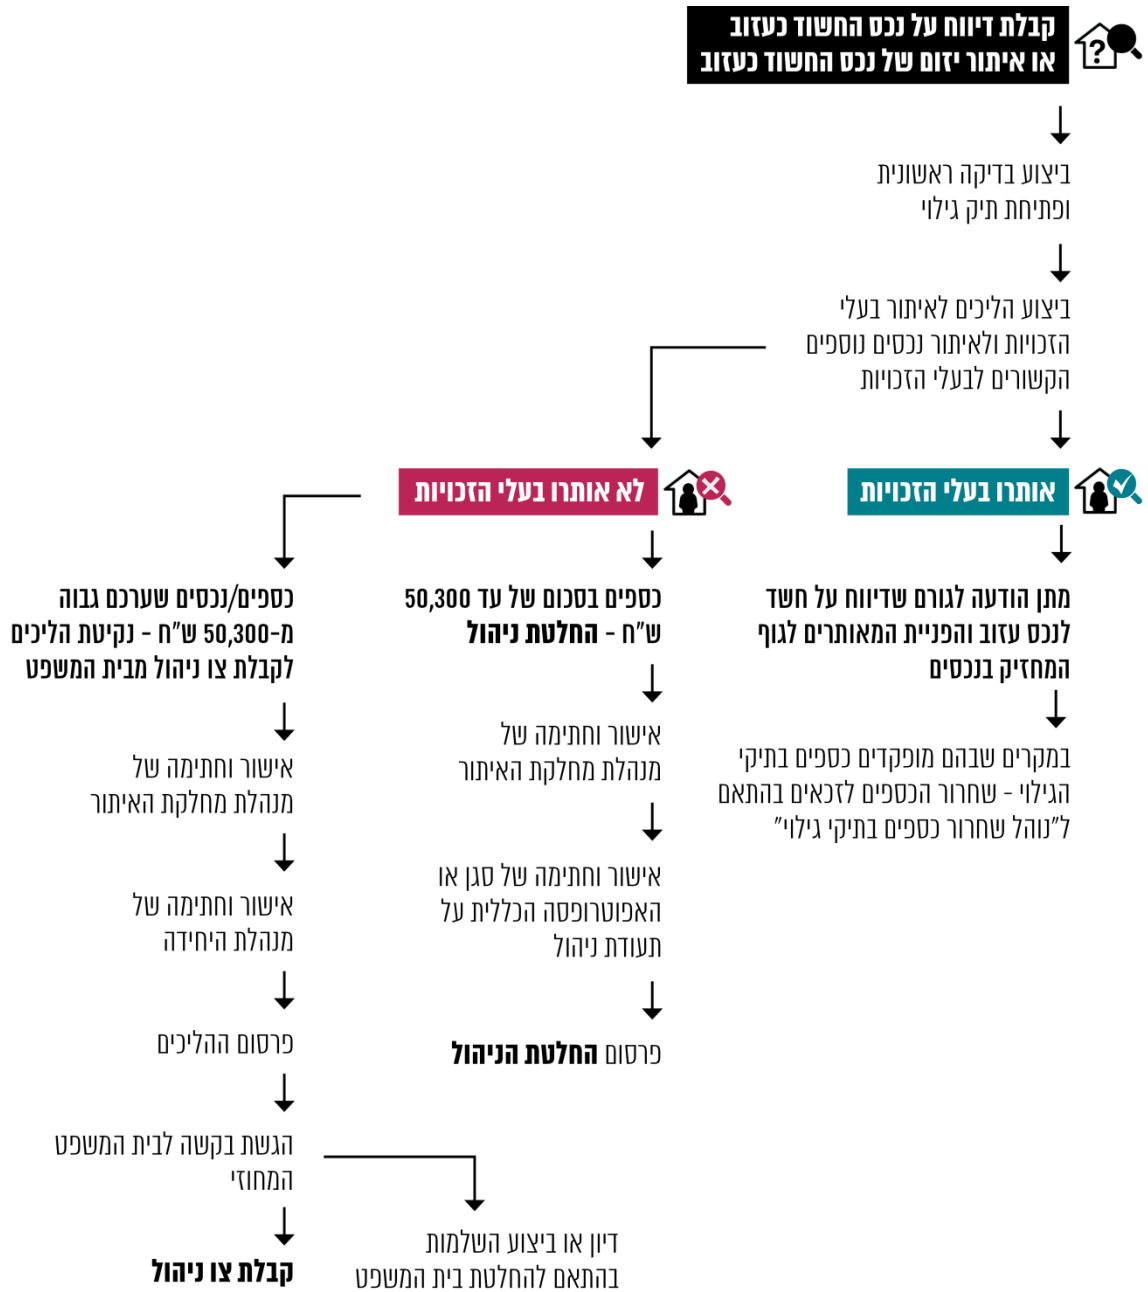 קבלת דיווח על נכס החשוד כעזוב
או איתור יזום של נכס החשוד כעזוב
?
ביצוע בדיקה ראשונית
ופתיחת תיק גילוי
ביצוע הליכים לאיתור בעלי
הזכויות ולאיתור נכסים נוספים
הקשורים לבעלי הזכויות
אותרו בעלי הזכויות
מתן הודעה לגורם שדיווח על חשד
לנכס עזוב והפניית המאותרים לגוף
המחזיק בנכסים
במקרים שבהם מופקדים כספים בתיקי
הגילוי - שחרור הכספים לזכאים בהתאם
ל"נוהל שחרור כספים בתיקי גילוי"
לא אותרו בעלי הזכויות
כספים בסכום של עד 50,300
ש"ח - החלטת ניהול
אישור וחתימה של
מנהלת מחלקת האיתור
אישור וחתימה של סגן או
האפוטרופסה הכללית על
תעודת ניהול
פרסום החלטת הניהול
כספים/נכסים שערכם גבוה
מ-50,300 ש"ח - נקיטת הליכים
לקבלת צו ניהול מבית המשפט
אישור וחתימה של
מנהלת מחלקת האיתור
אישור וחתימה של
מנהלת היחידה
פרסום ההליכים
הגשת בקשה לבית המשפט
המחוזי
קבלת צו ניהול
דיון או ביצוע השלמות
בהתאם להחלטת בית המשפט